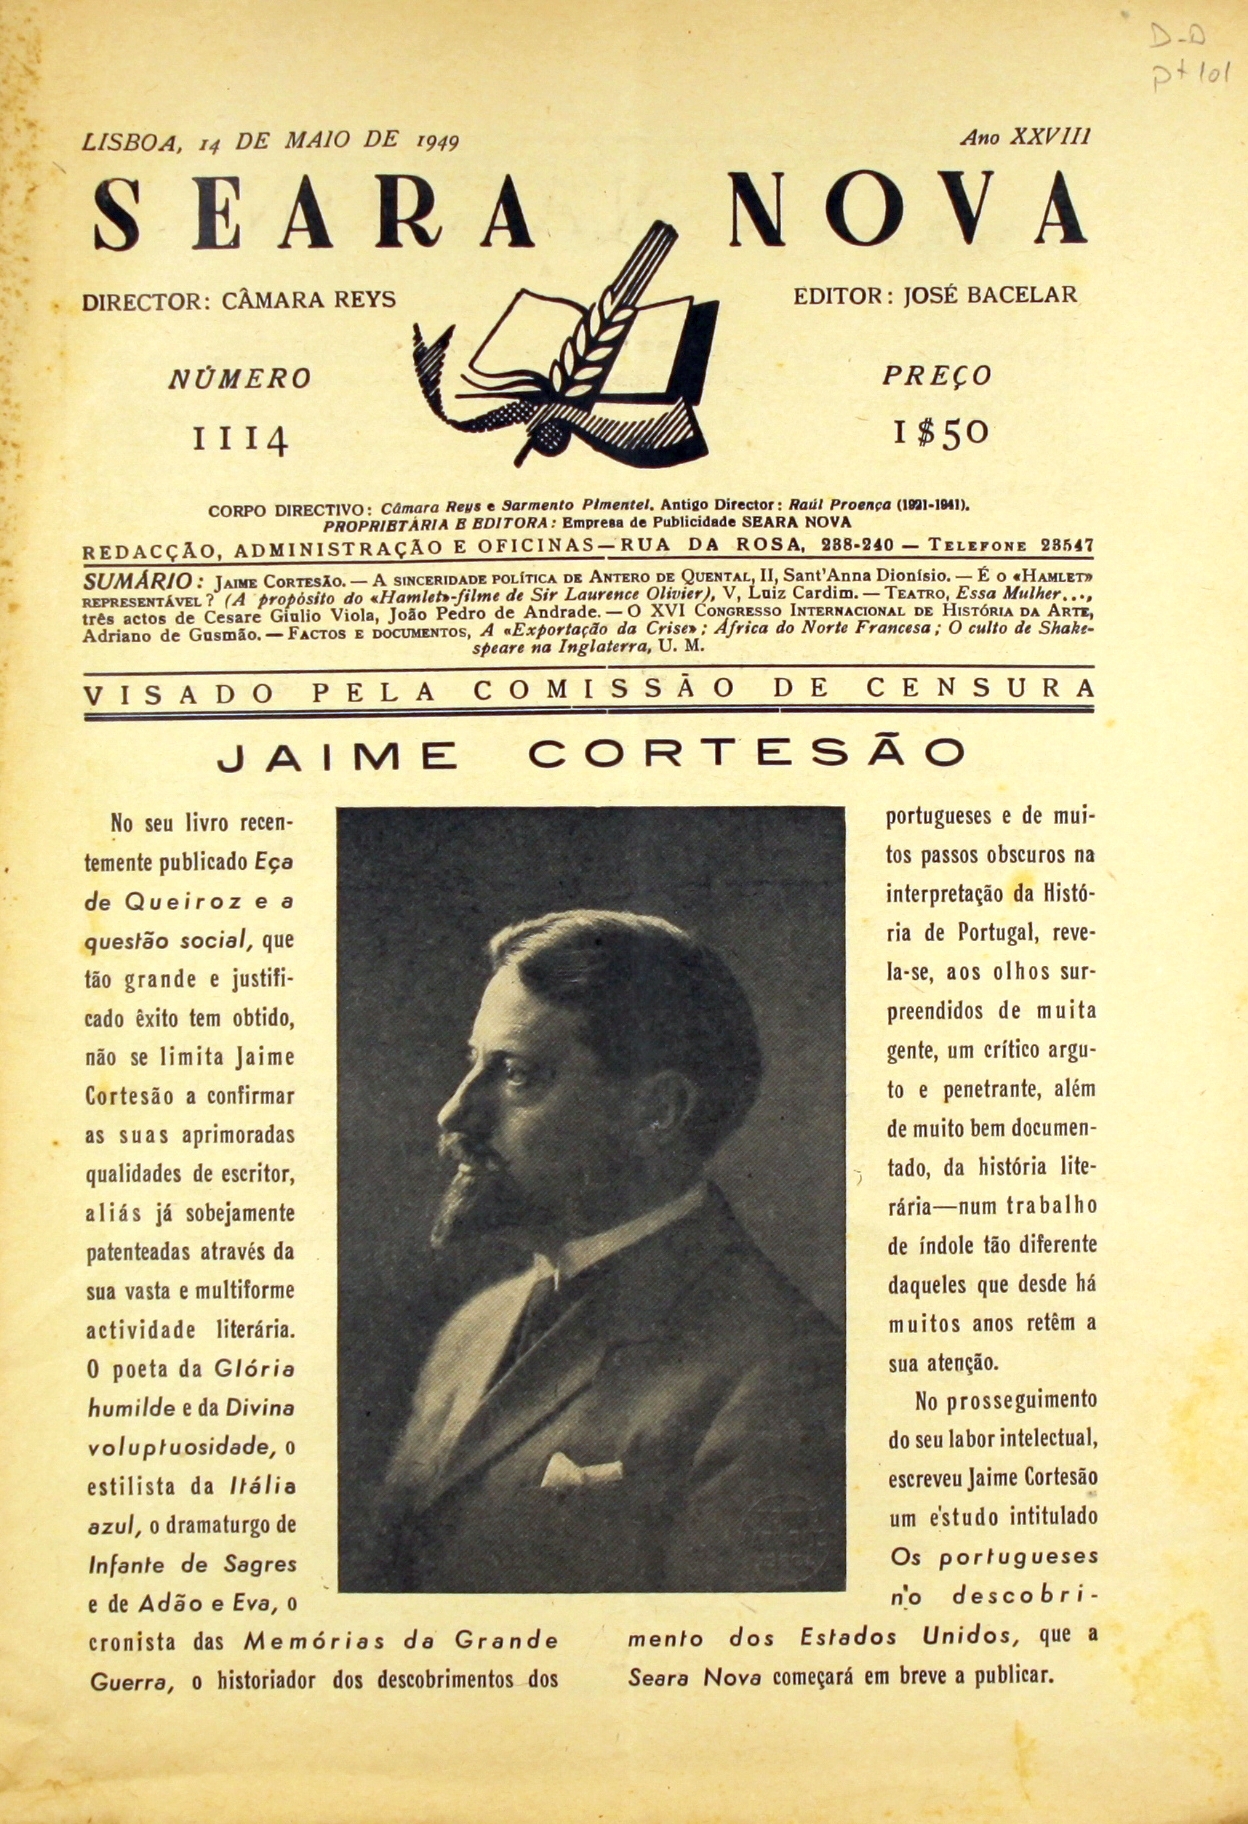 D-D
pt 101
LISBOA, 14 DE MAIO DE 1949
Ano XXVIII
SEARA NOVA
DIRECTOR: CÂMARA REYS
EDITOR: JOSÉ BACELAR
NÚMERO
1114
PREÇO
1$50
CORPO DIRECTIVO: Câmara Reys e Sarmento Pimentel. Antigo Director: Raúl Proença (1921-1941).
PROPRIETÁRIA E EDITORA: Empresa de Publicidade SEARA NOVA
REDACÇÃO, ADMINISTRAÇÃO E OFICINAS—RUA DA ROSA, 238-240 — TELEFONE 23547
SUMÁRIO: JAIME CORTESÃO. — A SINCERIDADE POLÍTICA DE ANTERO DE QUENTAL, II, Sant'Anna Dionísio. — É O «HAMLET»
REPRESENTÁVEL? (A propósito do «Hamlet»-filme de Sir Laurence Olivier), V, Luiz Cardim. — TEATRO, Essa Mulher...,
três actos de Cesare Giulio Viola, João Pedro de Andrade. — O XVI CONGRESSO INTERNACIONAL DE HISTÓRIA DA ARTE,
Adriano de Gusmão. — FACTOS E DOCUMENTOS, A «Exportação da Crise»; África do Norte Francesa; O culto de Shake-
speare na Inglaterra, U. M.
VISADO PELA COMISSÃO DE CENSURA
JAIME CORTESÃO
No seu livro recen-
temente publicado Eça
de Queiroz e a
questão social, que
tão grande e justifi-
cado êxito tem obtido,
não se limita Jaime
Cortesão a confirmar
as suas aprimoradas
qualidades de escritor,
aliás já sobejamente
patenteadas através da
sua vasta e multiforme
actividade literária.
O poeta da Glória
humilde e da Divina
voluptuosidade, o
estilista da Itália
azul, o dramaturgo de
Infante de Sagres
e de Adão e Eva, o
cronista das Memórias da Grande
Guerra, o historiador dos descobrimentos dos
portugueses e de mui-
tos passos obscuros na
interpretação da Histó-
ria de Portugal, reve-
la-se, aos olhos sur-
preendidos de muita
gente, um crítico argu-
to e penetrante, além
de muito bem documen-
tado, da história lite-
rária—num trabalho
de índole tão diferente
daqueles que desde há
muitos anos retêm a
sua atenção.
No prosseguimento
do seu labor intelectual,
escreveu Jaime Cortesão
um estudo intitulado
Os portugueses
no descobri-
mento dos Estados Unidos, que a
Seara Nova começará em breve a publicar.